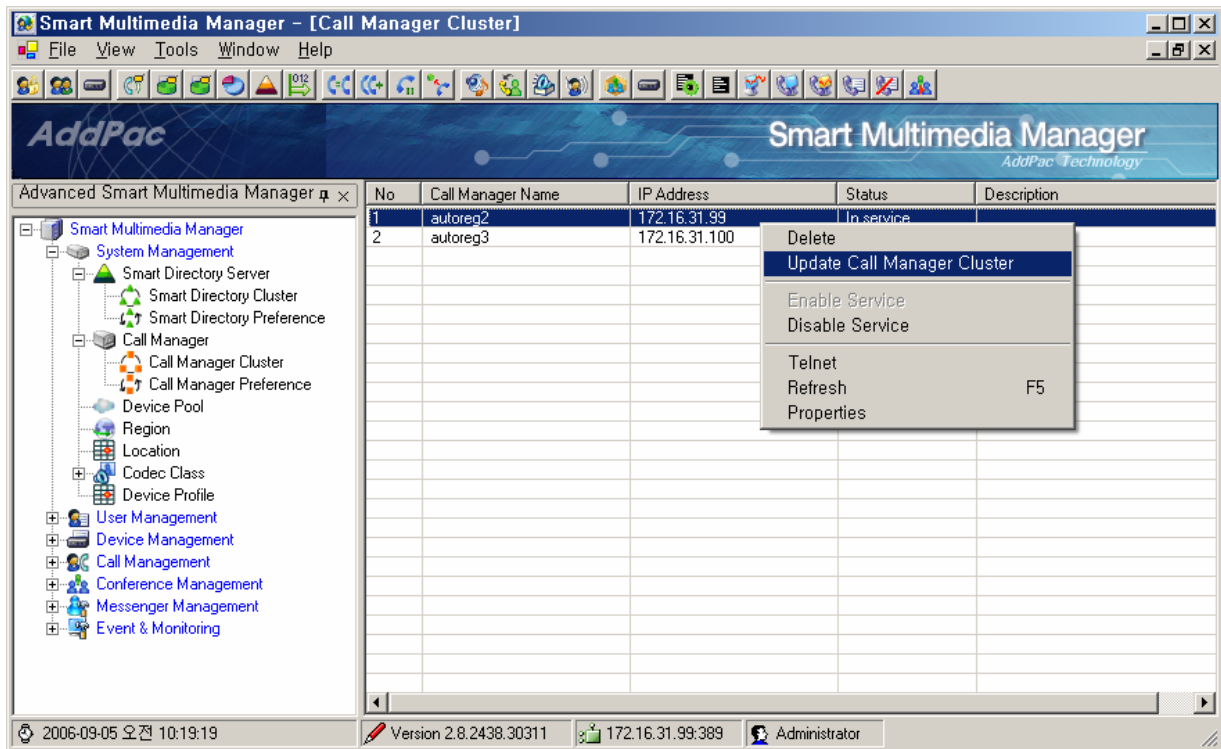 Smart Multimedia Manager - [Call Manager Cluster]
File View Tools Window Help
012
AddPac
Smart Multimedia Manager
AddPac Technology
Advanced Smart Multimedia Manager
Smart Multimedia Manager
System Management
Smart Directory Server
Smart Directory Cluster
Smart Directory Preference
Call Manager
Call Manager Cluster
Call Manager Preference
Device Pool
Region
Location
Codec Class
Device Profile
User Management
Device Management
Call Management
Conference Management
Messenger Management
Event & Monitoring
No Call Manager Name IP Address Status Description
1 autoreg2 172.16.31.99 In service
2 autoreg3 172.16.31.100
Delete
Update Call Manager Cluster
Enable Service
Disable Service
Telnet
Refresh F5
Properties
2006-09-05 오전 10:19:19 Version 2.8.2438.30311 172.16.31.99:389 Administrator